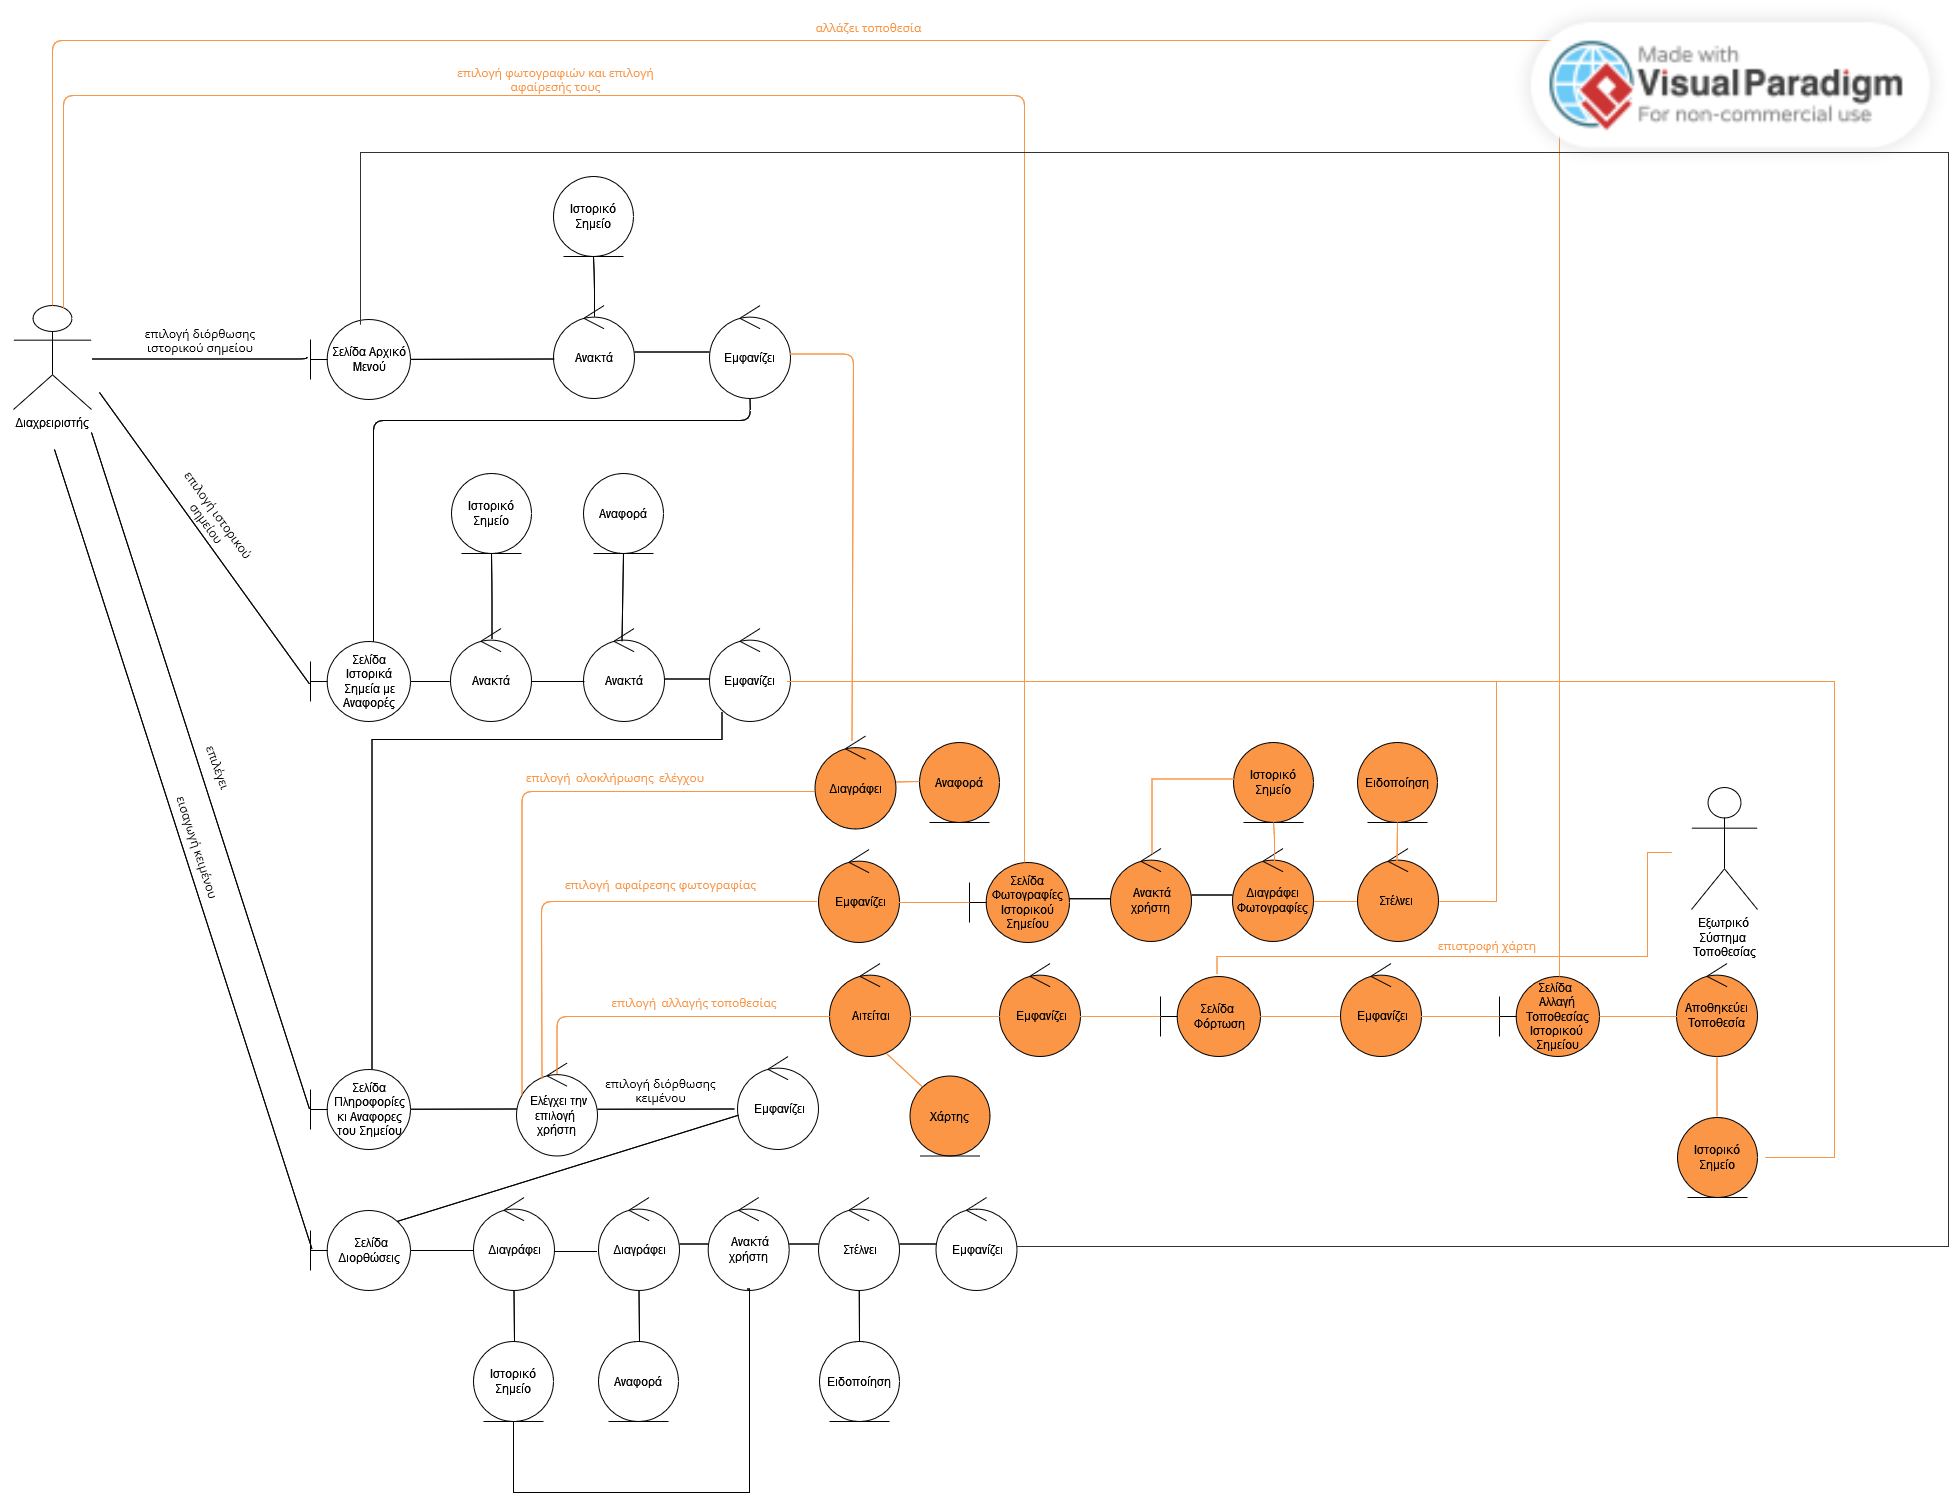 αλλάζει τοποθεσία
Made with
Visual Paradigm
For non-commercial use
επιλογή φωτογραφιών και επιλογή
αφαίρεσής τους
Ιστορικό
Σημείο
επιλογή διόρθωσης
ιστορικού σημείου
Σελίδα Αρχικό
Μενού
Ανακτά
Εμφανίζει
Διαχρειριστής
επιλογή ιστορικού
σημείου
Ιστορικό
Σημείο
Αναφορά
Σελίδα
Ιστορικά
Σημεία με
Αναφορές
Ανακτά
Ανακτά
Εμφανίζει
επιλέγει
εισαγωγή κειμένου
επιλογή ολοκλήρωσης ελέγχου
Διαγράφει
Αναφορά
Ιστορικό
Σημείο
Ειδοποίηση
επιλογή αφαίρεσης φωτογραφίας
Εμφανίζει
Σελίδα
Φωτογραφίες
Ιστορικού
Σημείου
Ανακτά
χρήστη
Διαγράφει
Φωτογραφίες
Στέλνει
Εξωτρικό
Σύστημα
Τοποθεσίας
επιστροφή χάρτη
επιλογή αλλαγής τοποθεσίας
Αιτείται
Εμφανίζει
Σελίδα
Φόρτωση
Εμφανίζει
Σελίδα
Αλλαγή
Τοποθεσίας
Ιστορικού
Σημείου
Αποθηκεύει
Τοποθεσία
Σελίδα
Πληροφορίες
κι Αναφορες
του Σημείου
Ελέγχει την
επιλογή
χρήστη
επιλογή διόρθωσης
κειμένου
Εμφανίζει
Χάρτης
Ιστορικό
Σημείο
Σελίδα
Διορθώσεις
Διαγράφει
Διαγράφει
Ανακτά
χρήστη
Στέλνει
Εμφανίζει
Ιστορικό
Σημείο
Αναφορά
Ειδοποίηση